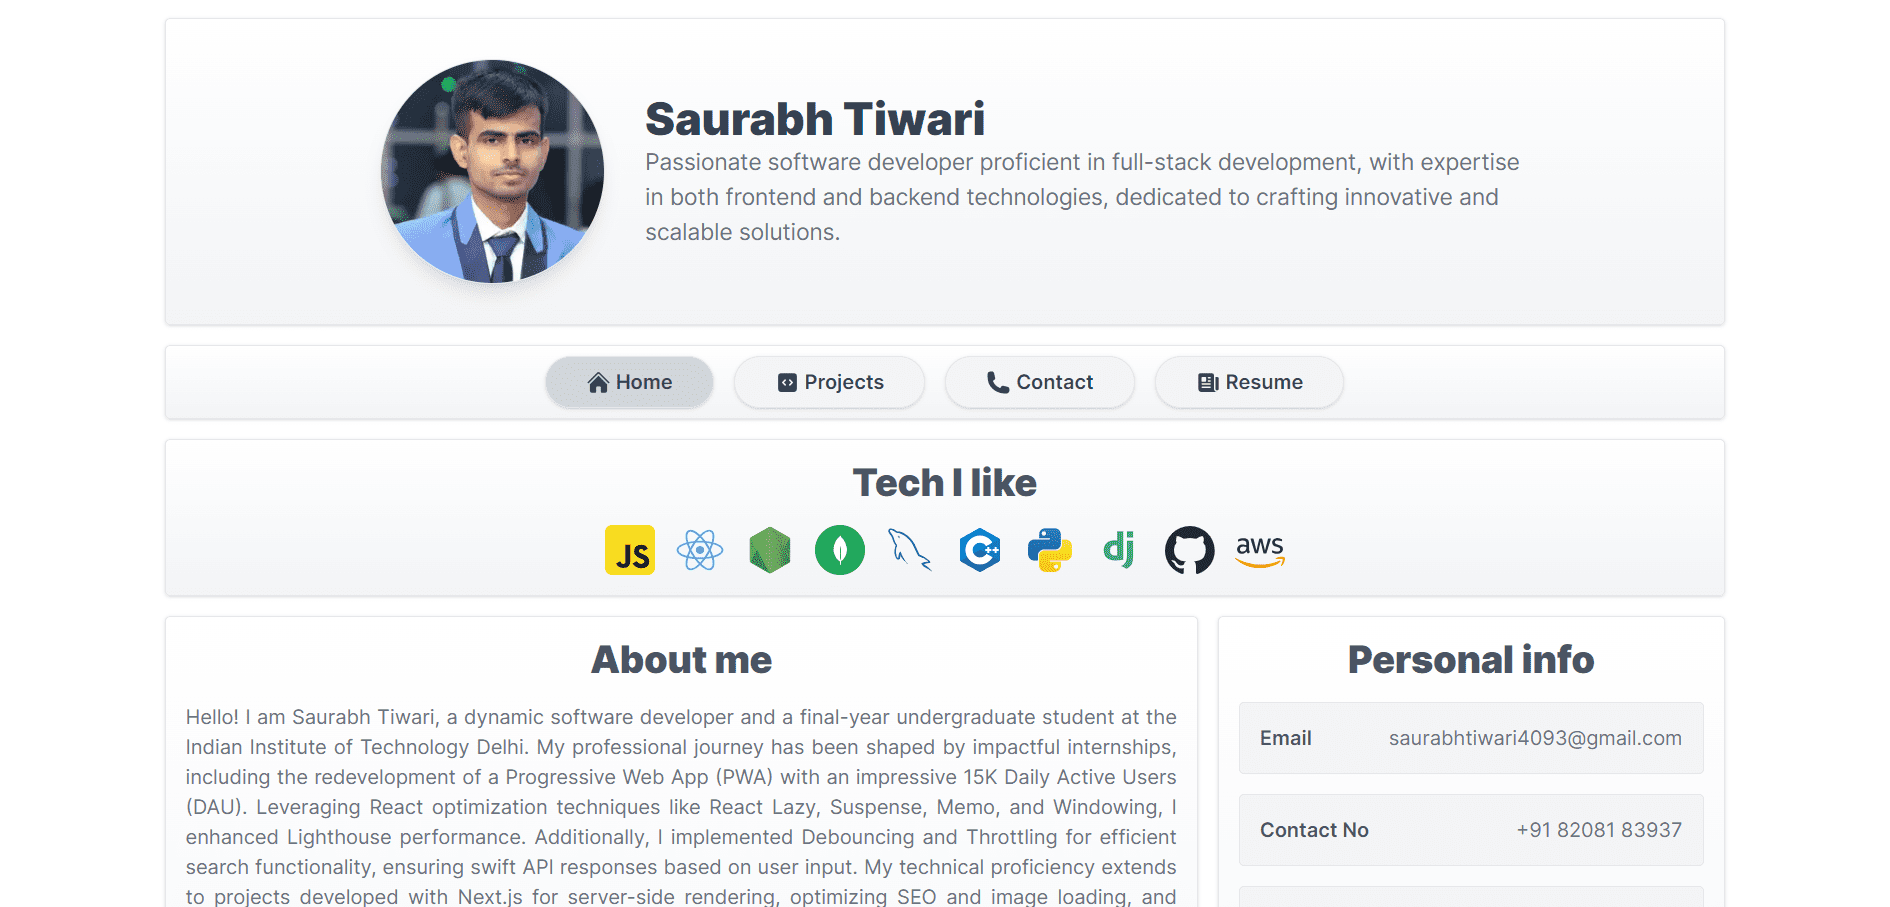 Saurabh Tiwari
Passionate software developer proficient in full-stack development, with expertise
in both frontend and backend technologies, dedicated to crafting innovative and
scalable solutions.
Home
Projects
Contact
Resume
Tech I like
JS
C++
dj
aws
About me
Hello! I am Saurabh Tiwari, a dynamic software developer and a final-year undergraduate student at the
Indian Institute of Technology Delhi. My professional journey has been shaped by impactful internships,
including the redevelopment of a Progressive Web App (PWA) with an impressive 15K Daily Active Users
(DAU). Leveraging React optimization techniques like React Lazy, Suspense, Memo, and Windowing, I
enhanced Lighthouse performance. Additionally, I implemented Debouncing and Throttling for efficient
search functionality, ensuring swift API responses based on user input. My technical proficiency extends
to projects developed with Next.js for server-side rendering, optimizing SEO and image loading, and
Personal info
Email saurabhtiwari4093@gmail.com
Contact No +91 82081 83937